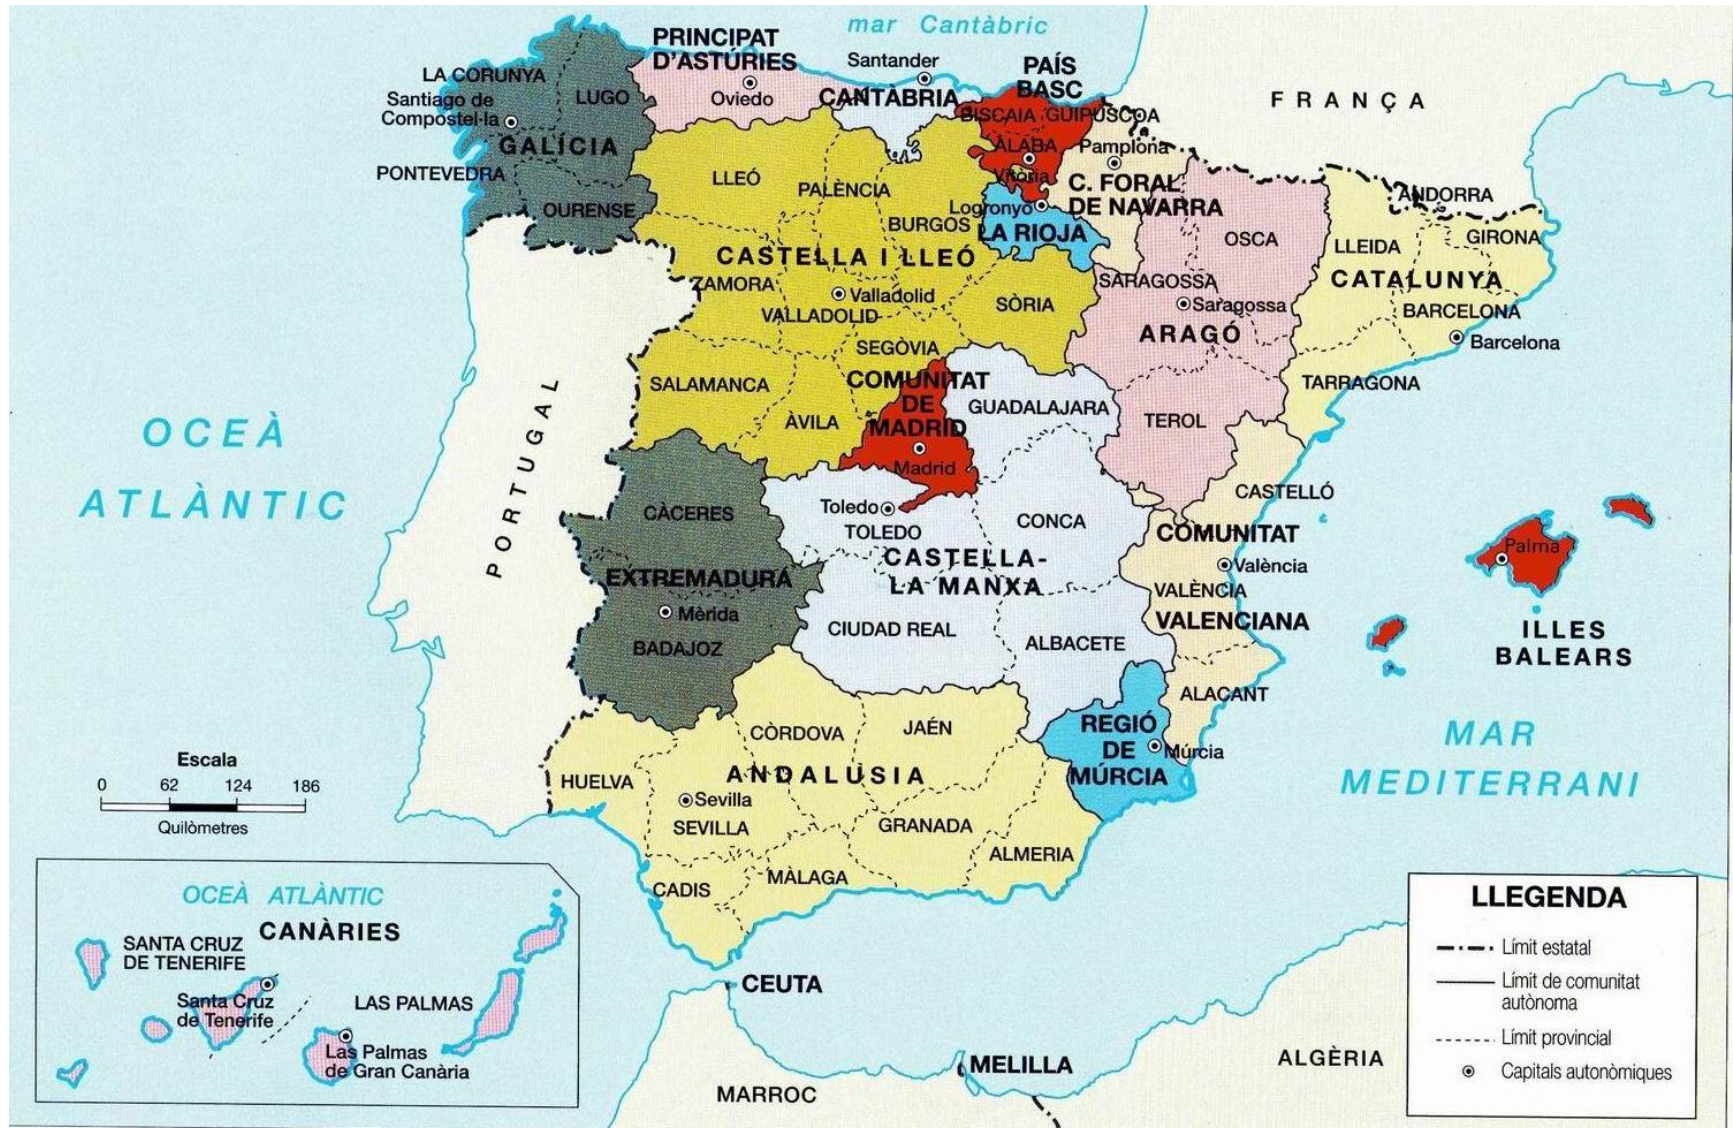 mar Cantàbric
PRINCIPAT
D'ASTÚRIES
Oviedo
Santander
CANTÀBRIA
PAÍS
BASC
BISCAIA
GUIPÚSCOA
ÀLABA
Vitòria
FRANÇA
LA CORUNYA
LUGO
Santiago de
Compostel·la
GALÍCIA
PONTEVEDRA
OURENSE
Pamplona
C. FORAL
DE NAVARRA
Logronyo
LA RIOJA
ANDORRA
LLEÓ
PALÈNCIA
BURGOS
CASTELLA I LLEÓ
ZAMORA
Valladolid
VALLADOLID
SÒRIA
SEGÒVIA
SALAMANCA
ÀVILA
OSCA
SARAGOSSA
Saragossa
ARAGÓ
TEROL
LLEIDA
GIRONA
CATALUNYA
BARCELONA
Barcelona
TARRAGONA
COMUNITAT
DE
MADRID
Madrid
GUADALAJARA
OCEÀ
ATLÀNTIC
PORTUGAL
CÀCERES
EXTREMADURA
Mèrida
BADAJOZ
Toledo
TOLEDO
CONCA
CASTELLA-
LA MANXA
CIUDAD REAL
ALBACETE
CASTELLÓ
COMUNITAT
València
VALÈNCIA
VALENCIANA
ALACANT
Palma
ILLES
BALEARS
MAR
MEDITERRANI
REGIÓ
DE
MÚRCIA
Múrcia
CÒRDOVA
JAÉN
ANDALUSIA
HUELVA
Sevilla
SEVILLA
GRANADA
ALMERIA
MÀLAGA
CADIS
Escala
0 62 124 186
Quilòmetres
OCEÀ ATLÀNTIC
CANÀRIES
SANTA CRUZ
DE TENERIFE
Santa Cruz
de Tenerife
LAS PALMAS
Las Palmas
de Gran Canària
CEUTA
MELILLA
MARROC
ALGÈRIA
LLEGENDA
Límit estatal
Límit de comunitat
autònoma
Límit provincial
Capitals autonòmiques